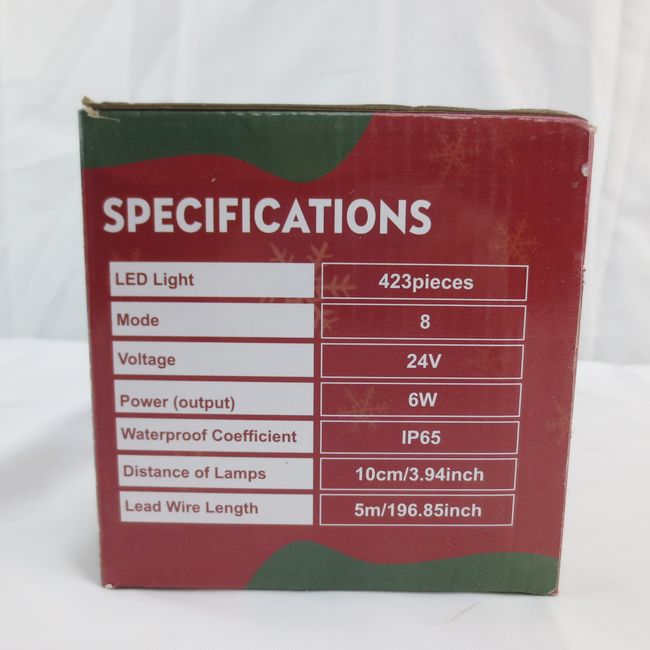 SPECIFICATIONS
LED Light 423pieces
Mode 8
Voltage 24V
Power (output) 6W
Waterproof Coefficient IP65
Distance of Lamps 10cm/3.94inch
Lead Wire Length 5m/196.85inch